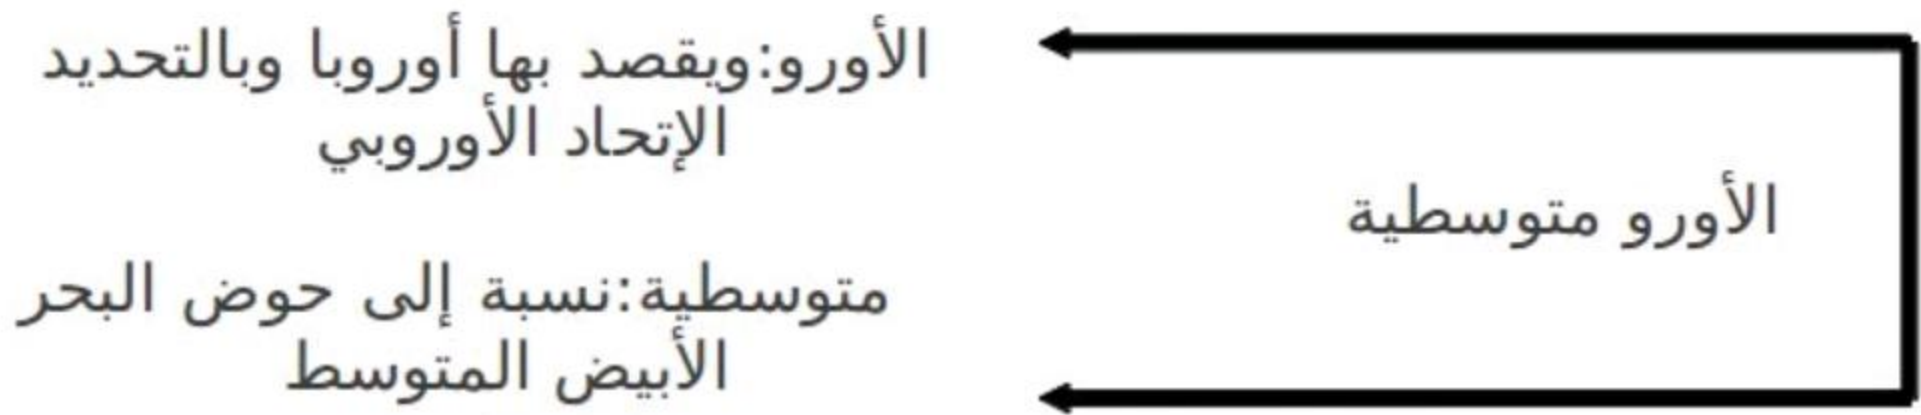 الأورو:ويقصد بها أوروبا وبالتحديد
الإتحاد الأوروبي
الأورو متوسطية
متوسطية:نسبة إلى حوض البحر
الأبيض المتوسط